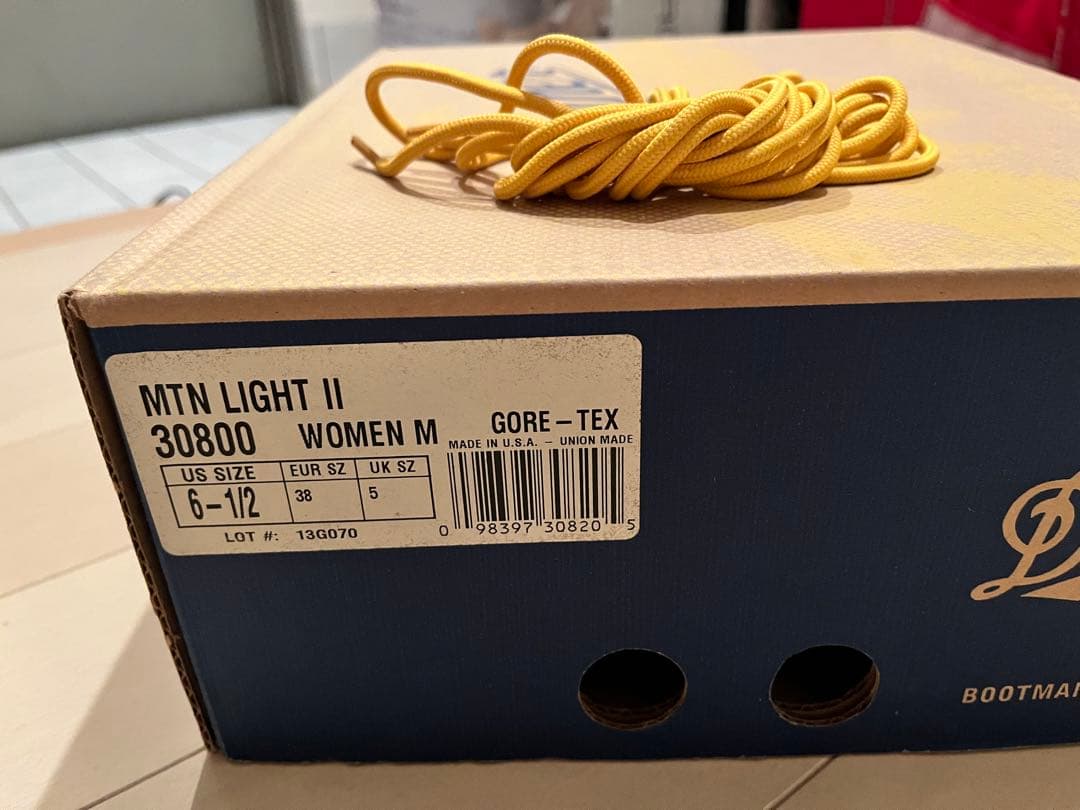 MTN LIGHT II
30800 WOMEN M
GORE-TEX
MADE IN U.S.A. - UNION MADE
US SIZE EUR SZ UK SZ
6-1/2 38 5
0 98397 30820 5
LOT #: 13G070
D
BOOTMA